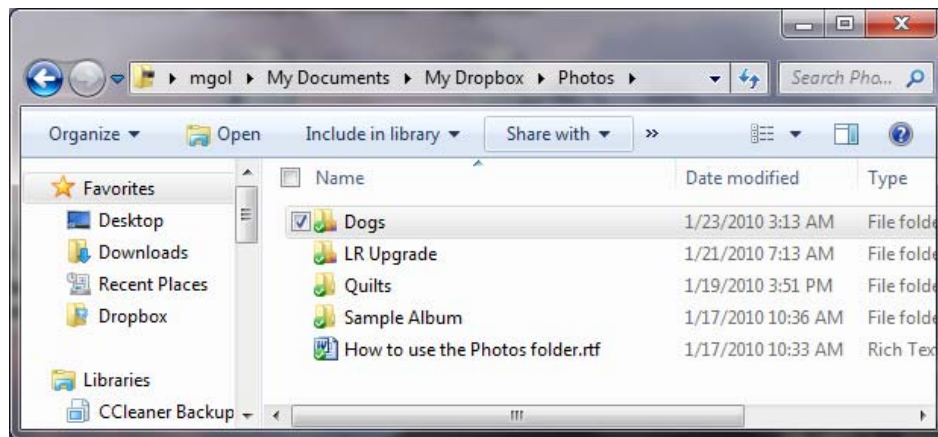 mgol My Documents My Dropbox Photos Search Pho...
Organize Open Include in library Share with »
Favorites
Desktop
Downloads
Recent Places
Dropbox
Libraries
CCleaner Backup
Name Date modified Type
Dogs 1/23/2010 3:13 AM File folde
LR Upgrade 1/21/2010 7:13 AM File folde
Quilts 1/19/2010 3:51 PM File folde
Sample Album 1/17/2010 10:36 AM File folde
How to use the Photos folder.rtf 1/17/2010 10:33 AM Rich Tex